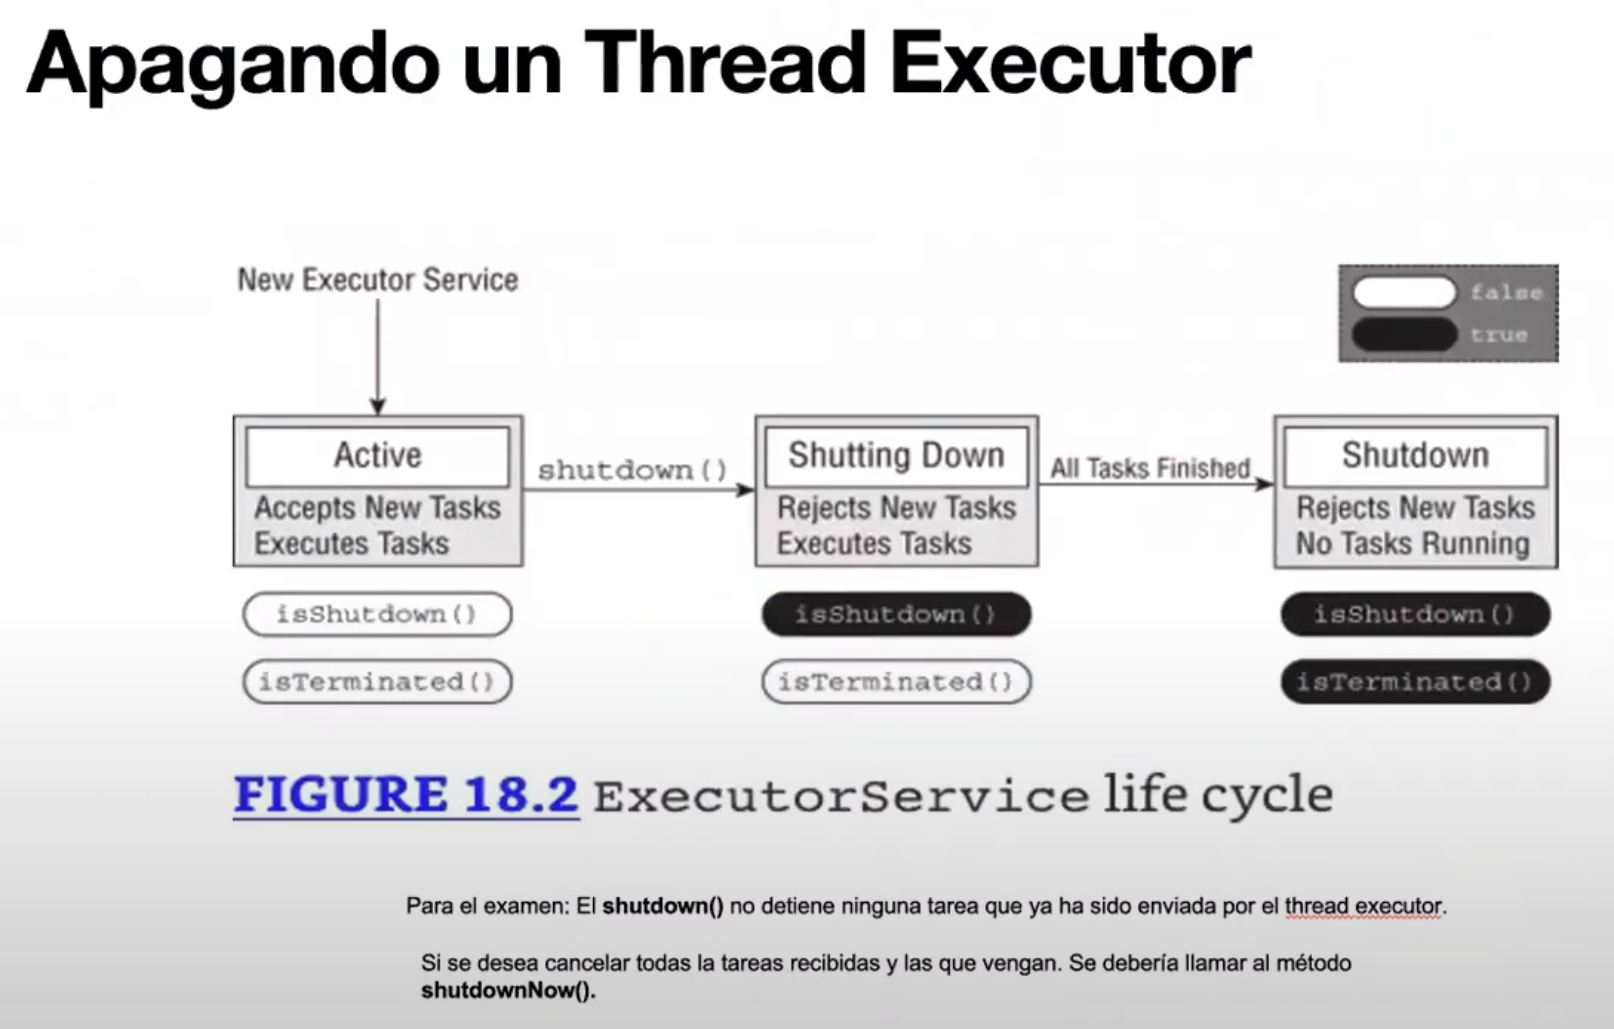 Apagando un Thread Executor
New Executor Service
false
true
Active
Accepts New Tasks
Executes Tasks
shutdown()
Shutting Down
Rejects New Tasks
Executes Tasks
All Tasks Finished
Shutdown
Rejects New Tasks
No Tasks Running
isShutdown()
isShutdown()
isShutdown()
isTerminated()
isTerminated()
isTerminated()
FIGURE 18.2 ExecutorService life cycle
Para el examen: El shutdown() no detiene ninguna tarea que ya ha sido enviada por el thread executor.
Si se desea cancelar todas la tareas recibidas y las que vengan. Se debería llamar al método
shutdownNow().